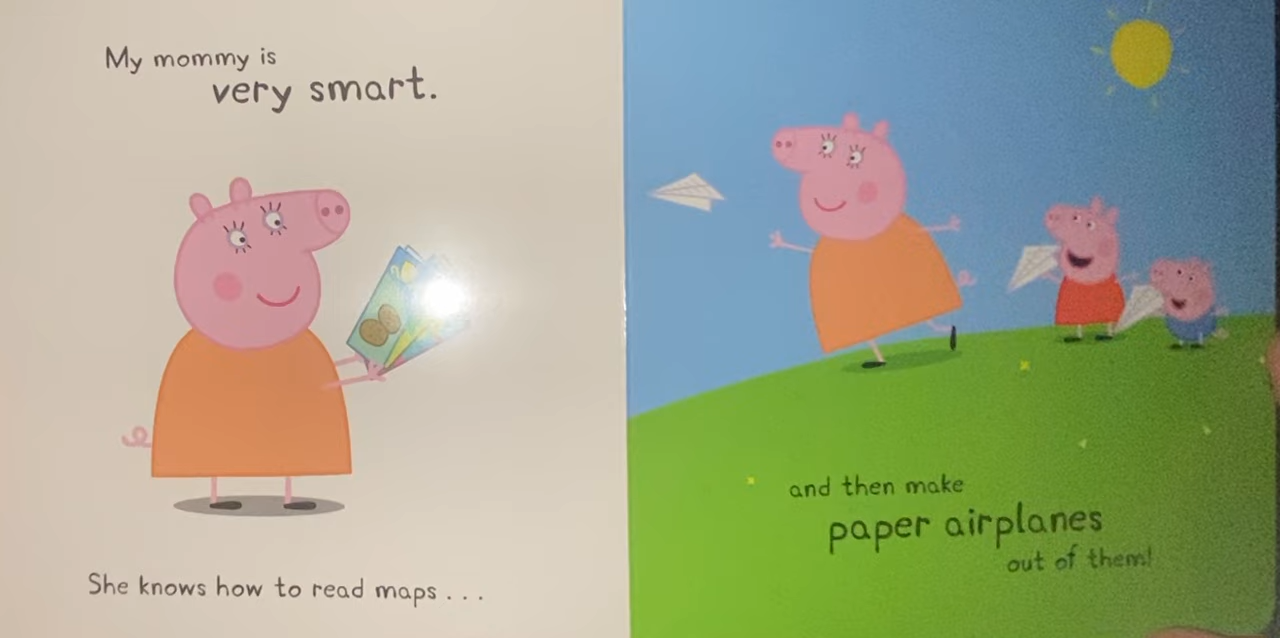 My mommy is
very smart.
She knows how to read maps . . .
and then make
paper airplanes
out of them!